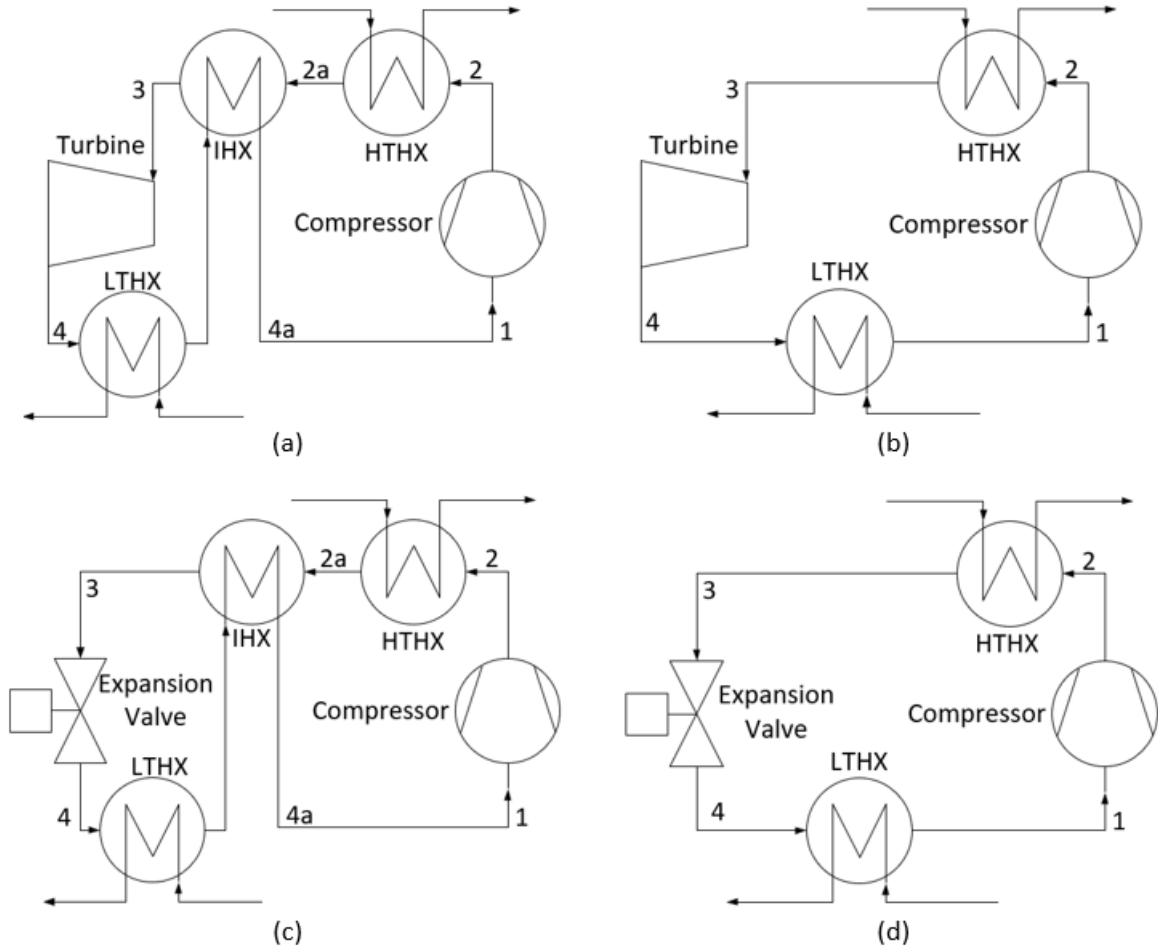 3
2a
2
Turbine
IHX
HTHX
Compressor
LTHX
4
4a
1
(a)
3
2
Turbine
HTHX
Compressor
LTHX
4
1
(b)
3
2a
2
IHX
HTHX
Expansion
Valve
Compressor
LTHX
4
4a
1
(c)
3
2
HTHX
Expansion
Valve
Compressor
LTHX
4
1
(d)